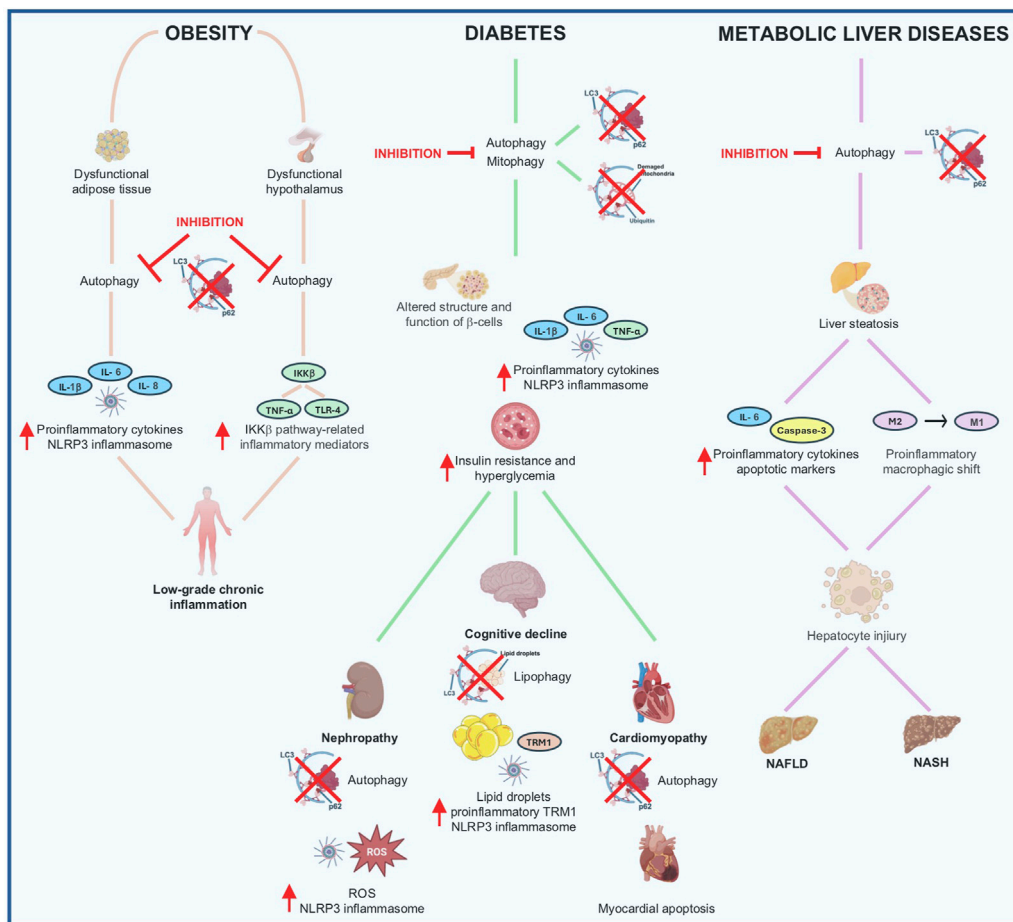 OBESITY
Dysfunctional
adipose tissue
Dysfunctional
hypothalamus
INHIBITION
Autophagy
LC3
p62
Autophagy
IL-1β
IL- 6
IL- 8
Proinflammatory cytokines
NLRP3 inflammasome
IKKβ
TNF-α
TLR-4
IKKβ pathway-related
inflammatory mediators
Low-grade chronic
inflammation
DIABETES
INHIBITION
Autophagy
Mitophagy
LC3
p62
Demaged
mitochondria
Ubiquitin
Altered structure and
function of β-cells
IL-1β
IL- 6
TNF-α
Proinflammatory cytokines
NLRP3 inflammasome
Insulin resistance and
hyperglycemia
Nephropathy
LC3
p62
Autophagy
ROS
ROS
NLRP3 inflammasome
Cognitive decline
Lipid droplets
LC3
Lipophagy
TRM1
Lipid droplets
proinflammatory TRM1
NLRP3 inflammasome
Cardiomyopathy
LC3
p62
Autophagy
Myocardial apoptosis
METABOLIC LIVER DISEASES
INHIBITION
Autophagy
LC3
p62
Liver steatosis
IL- 6
Caspase-3
Proinflammatory cytokines
apoptotic markers
M2
M1
Proinflammatory
macrophagic shift
Hepatocyte injury
NAFLD
NASH